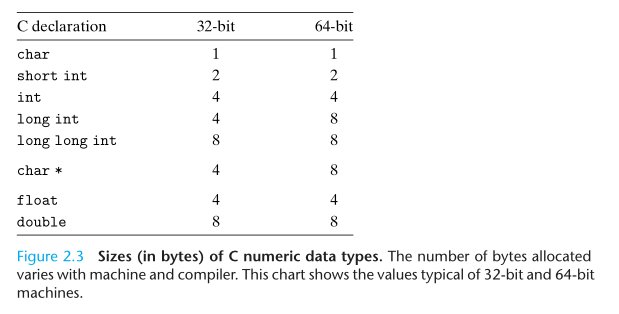 C declaration 32-bit 64-bit
char 1 1
short int 2 2
int 4 4
long int 4 8
long long int 8 8
char * 4 8
float 4 4
double 8 8
Figure 2.3 Sizes (in bytes) of C numeric data types. The number of bytes allocated
varies with machine and compiler. This chart shows the values typical of 32-bit and 64-bit
machines.